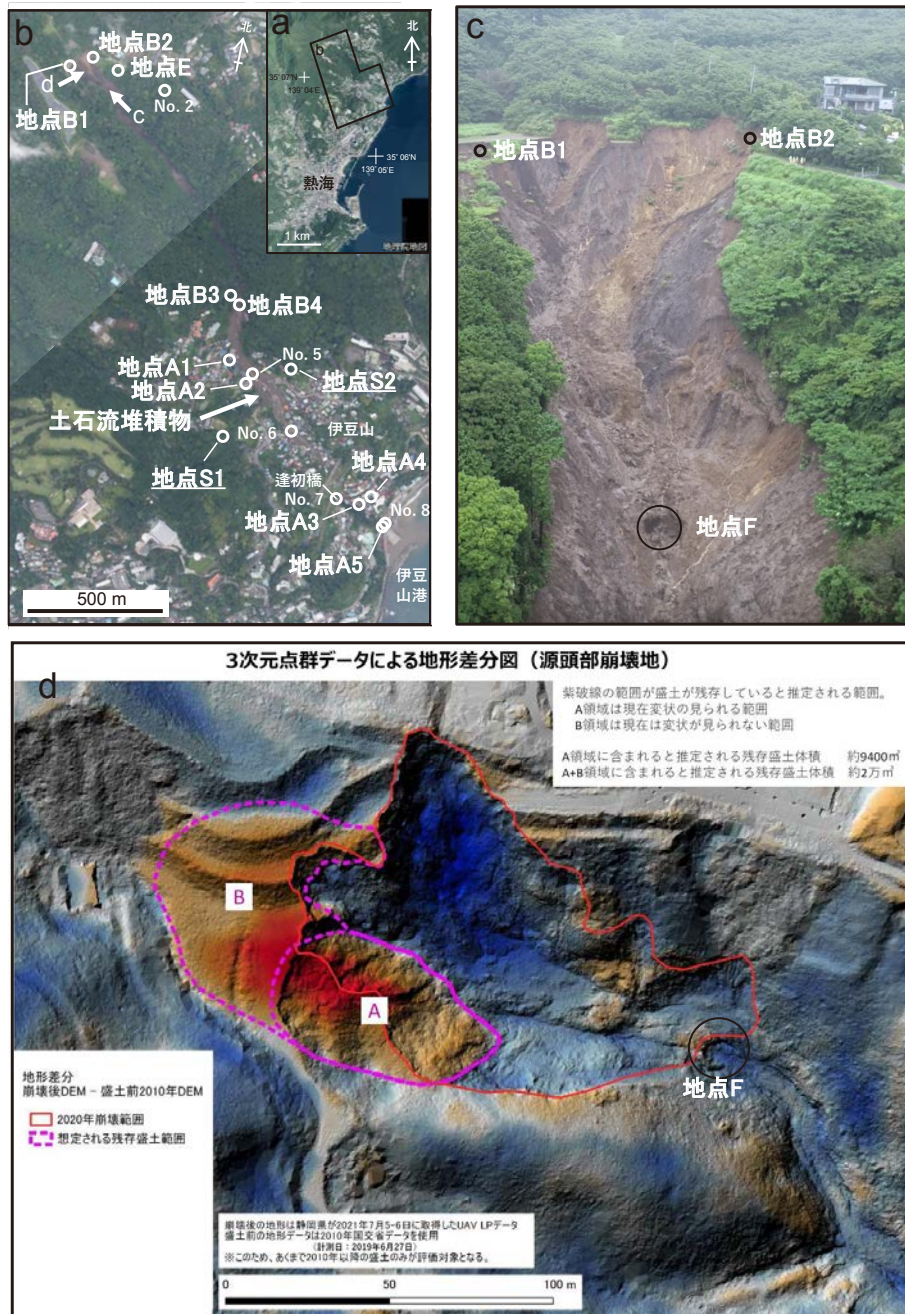 b
北
地点B2
d
地点E
地点B1
C
No. 2
地点B3
地点B4
地点A1
No. 5
地点A2
地点S2
土石流堆積物
No. 6
伊豆山
地点S1
逢初橋
地点A4
No. 7
地点A3
No. 8
地点A5
伊豆
山港
500 m
a
北
b
35° 07'N
139° 04'E
35° 06'N
139° 05'E
熱海
1 km
地理院地図
c
地点B1
地点B2
地点F
3次元点群データによる地形差分図（源頭部崩壊地）
d
紫破線の範囲が盛土が残存していると推定される範囲。
A領域は現在変状の見られる範囲
B領域は現在は変状が見られない範囲
A領域に含まれると推定される残存盛土体積 約9400㎥
A+B領域に含まれると推定される残存盛土体積 約2万㎥
B
A
地点F
地形差分
崩壊後DEM – 盛土前2010年DEM
2020年崩壊範囲
想定される残存盛土範囲
崩壊後の地形は静岡県が2021年7月5-6日に取得したUAV LPデータ
盛土前の地形データは2010年国交省データを使用
（計測日：2019年6月27日）
※このため、あくまで2010年以降の盛土のみが評価対象となる。
0 50 100 m